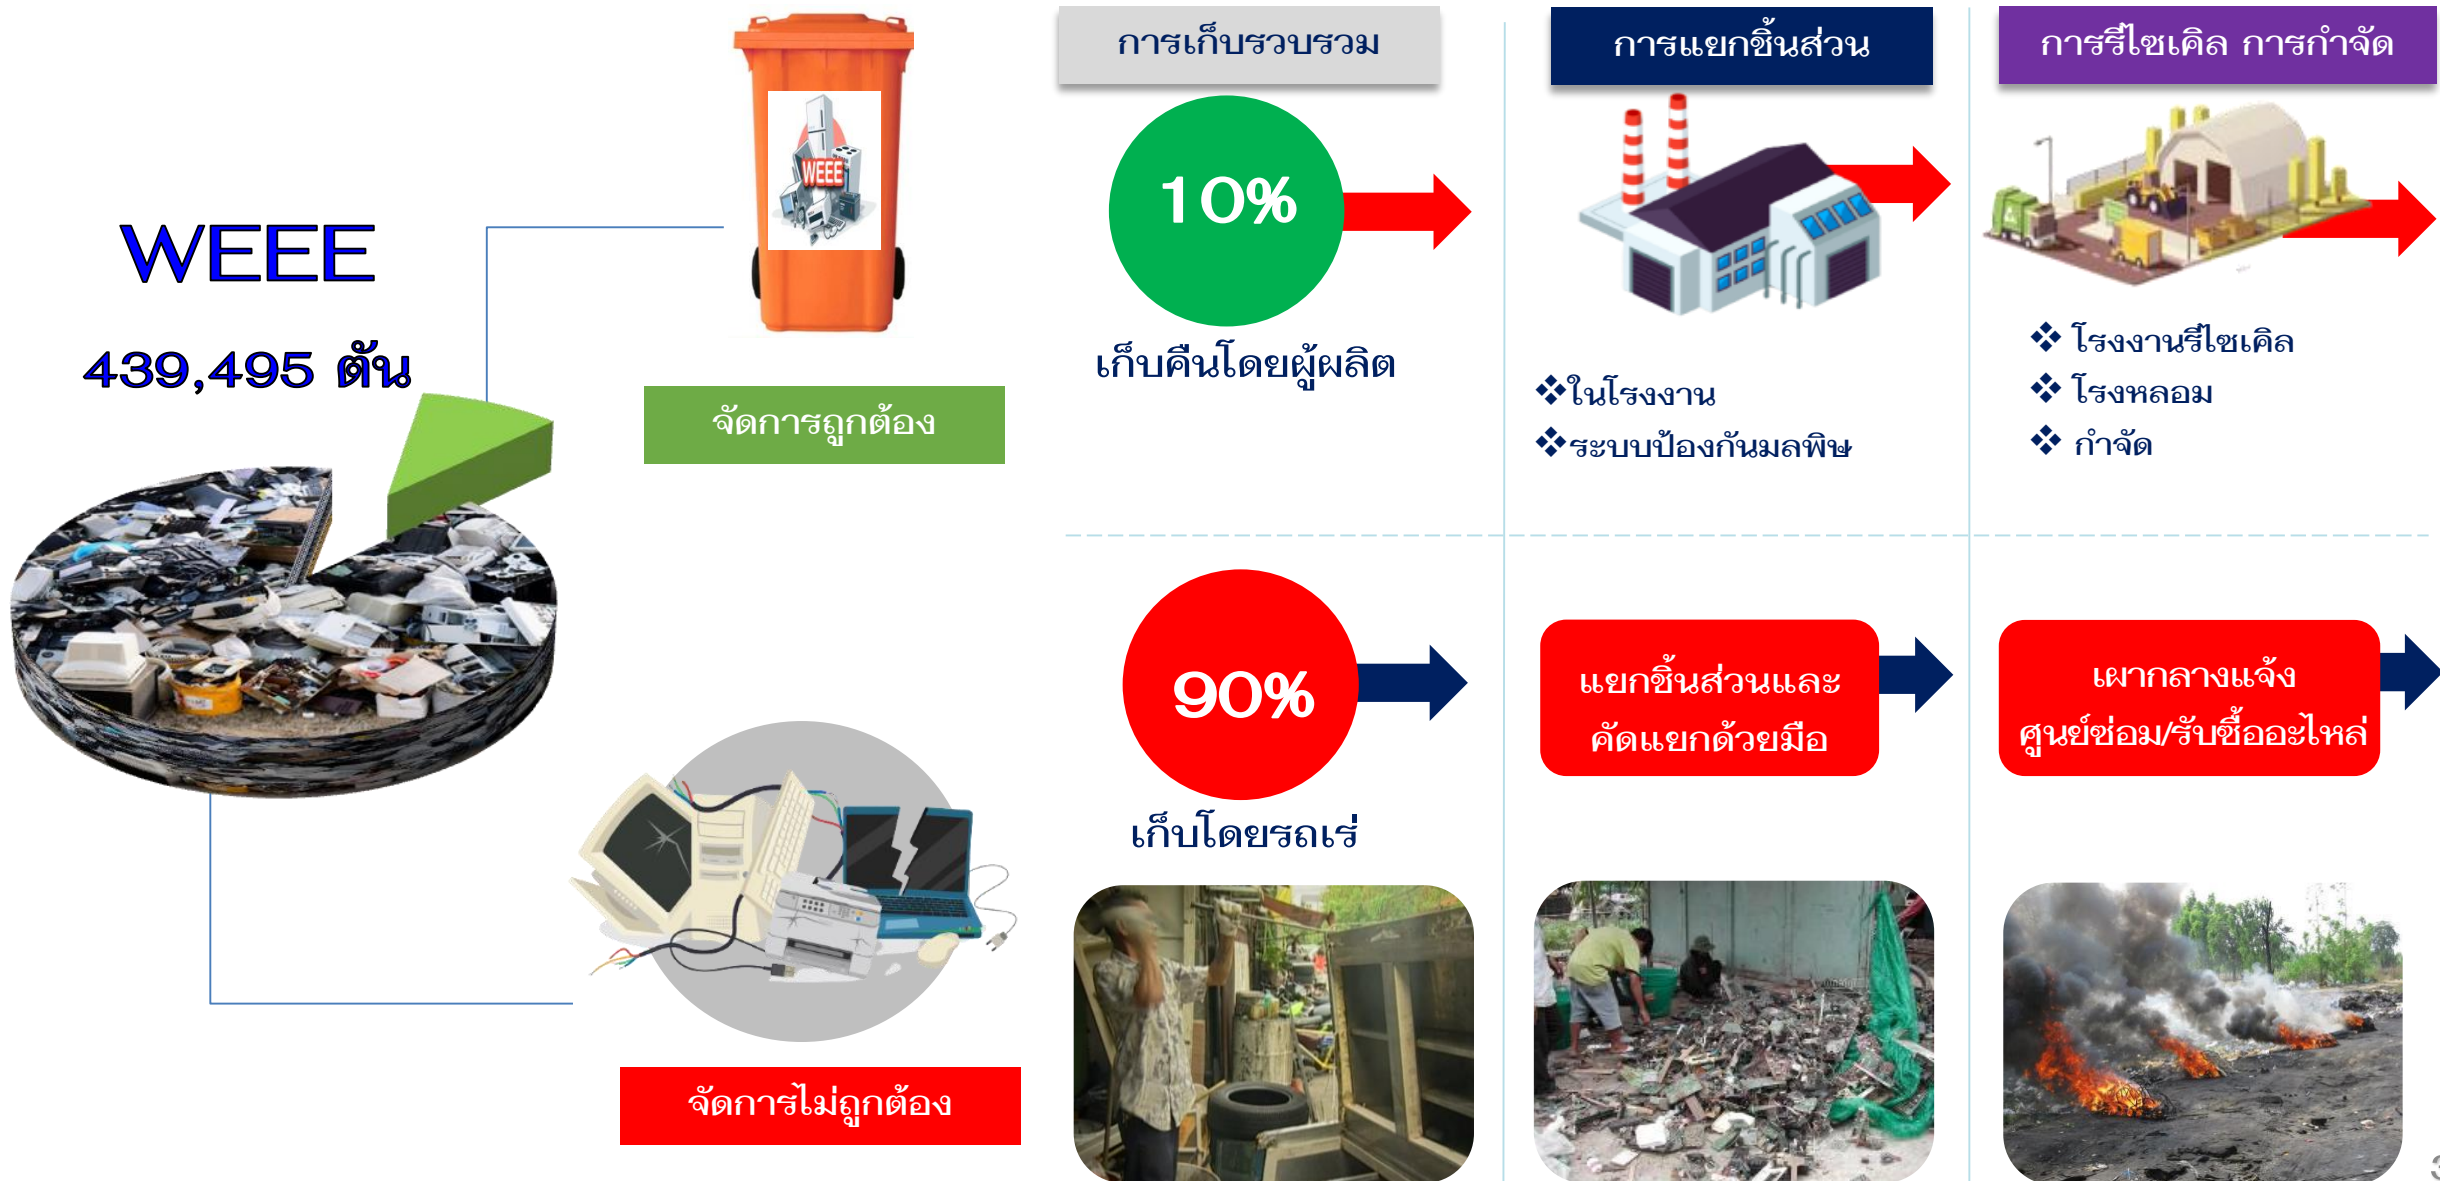 WEEE
439,495 ตัน
WEEE
จัดการถูกต้อง
จัดการไม่ถูกต้อง
การเก็บรวบรวม
10%
เก็บคืนโดยผู้ผลิต
90%
เก็บโดยรถเร่
การแยกชิ้นส่วน
❖ในโรงงาน
❖ระบบป้องกันมลพิษ
แยกชิ้นส่วนและ
คัดแยกด้วยมือ
การรีไซเคิล การกำจัด
❖ โรงงานรีไซเคิล
❖ โรงหลอม
❖ กำจัด
เผากลางแจ้ง
ศูนย์ซ่อม/รับซื้ออะไหล่